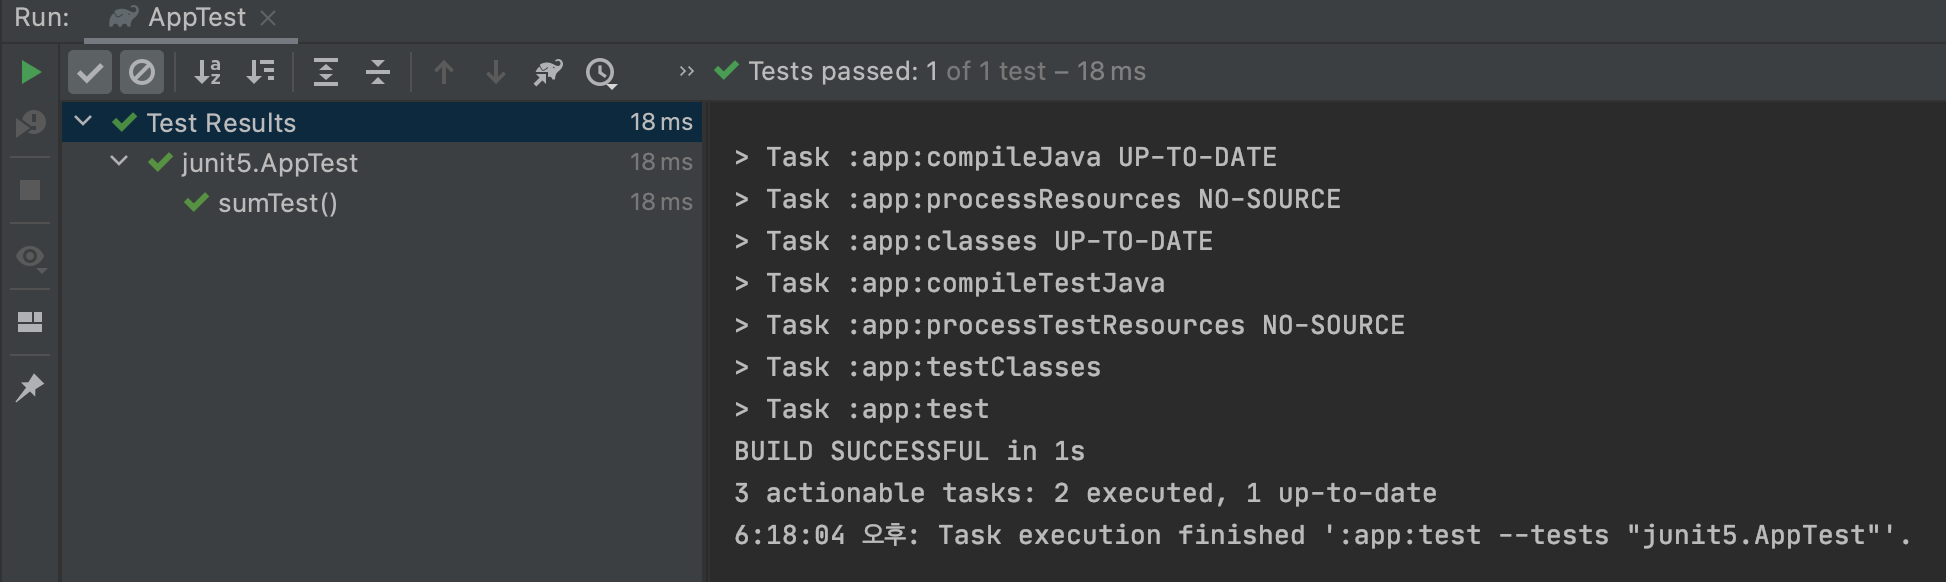 Run: AppTest
Tests passed: 1 of 1 test – 18 ms
Test Results 18 ms
junit5.AppTest 18 ms
sumTest() 18 ms
> Task :app:compileJava UP-TO-DATE
> Task :app:processResources NO-SOURCE
> Task :app:classes UP-TO-DATE
> Task :app:compileTestJava
> Task :app:processTestResources NO-SOURCE
> Task :app:testClasses
> Task :app:test
BUILD SUCCESSFUL in 1s
3 actionable tasks: 2 executed, 1 up-to-date
6:18:04 오후: Task execution finished ':app:test --tests "junit5.AppTest"'.